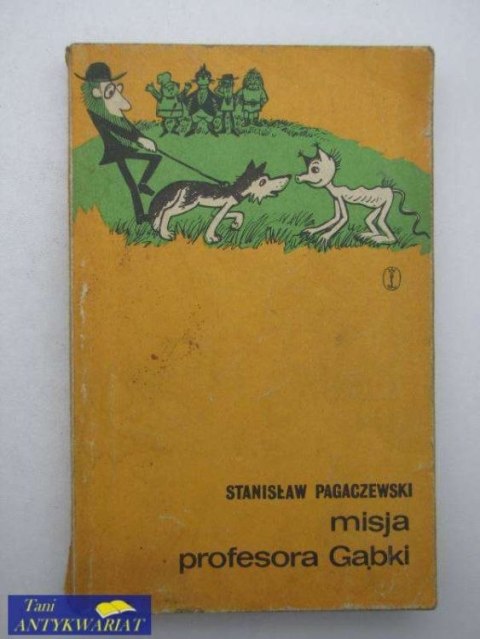 STANISŁAW PAGACZEWSKI
misja
profesora Gąbki
Tani
ANTYKWARIAT